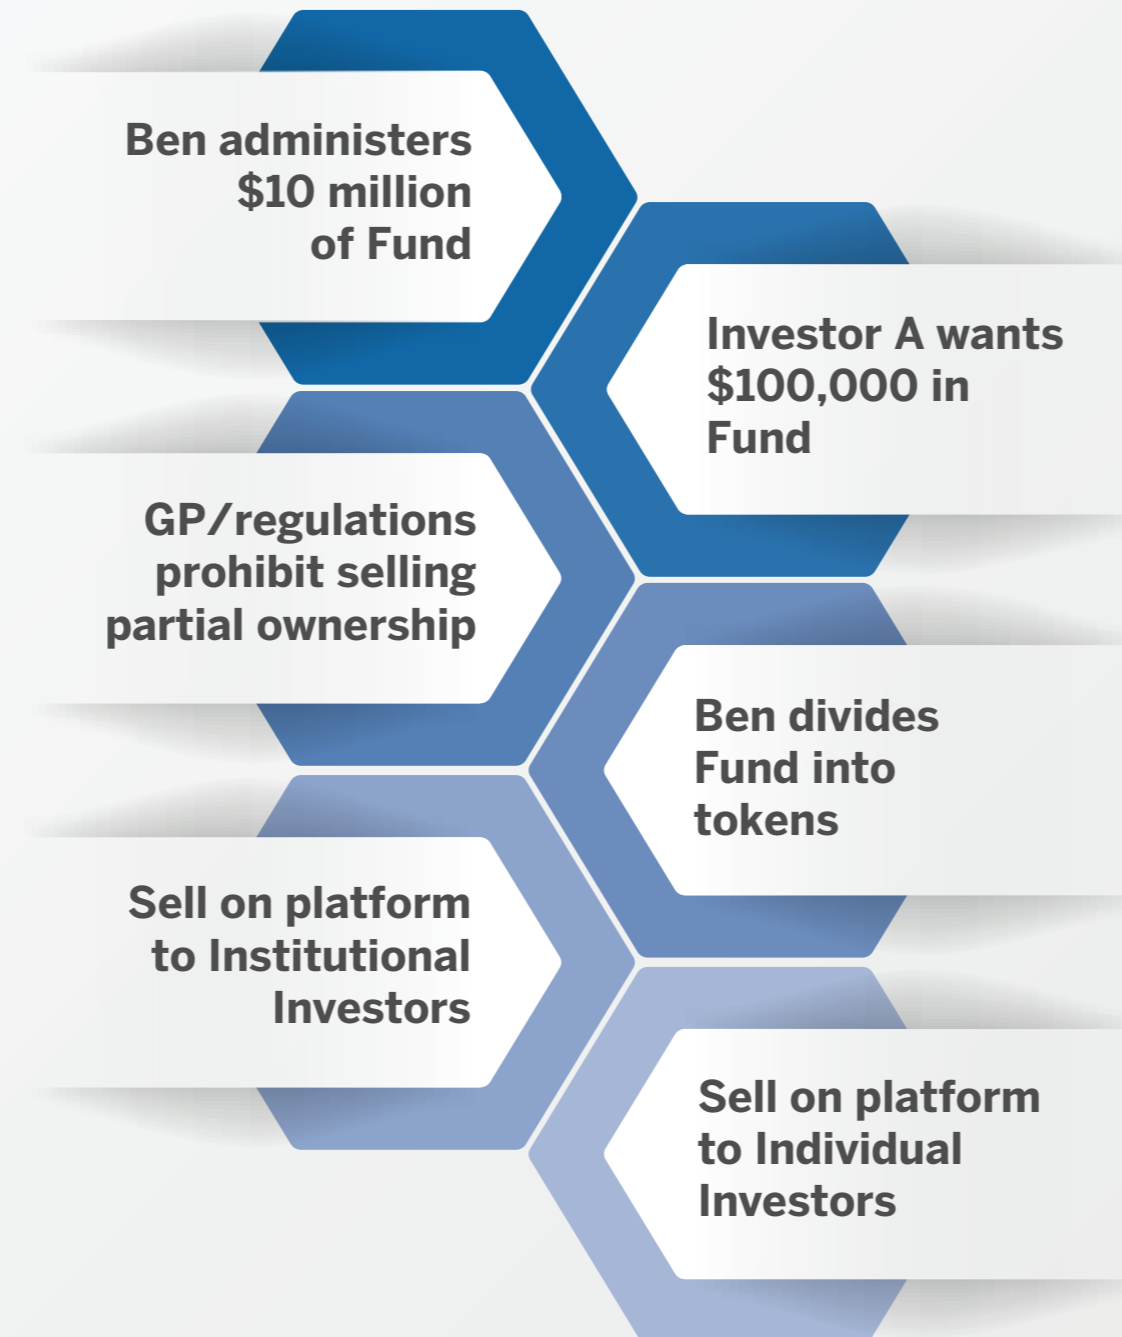 Ben administers
$10 million
of Fund
Investor A wants
$100,000 in
Fund
GP/regulations
prohibit selling
partial ownership
Ben divides
Fund into
tokens
Sell on platform
to Institutional
Investors
Sell on platform
to Individual
Investors